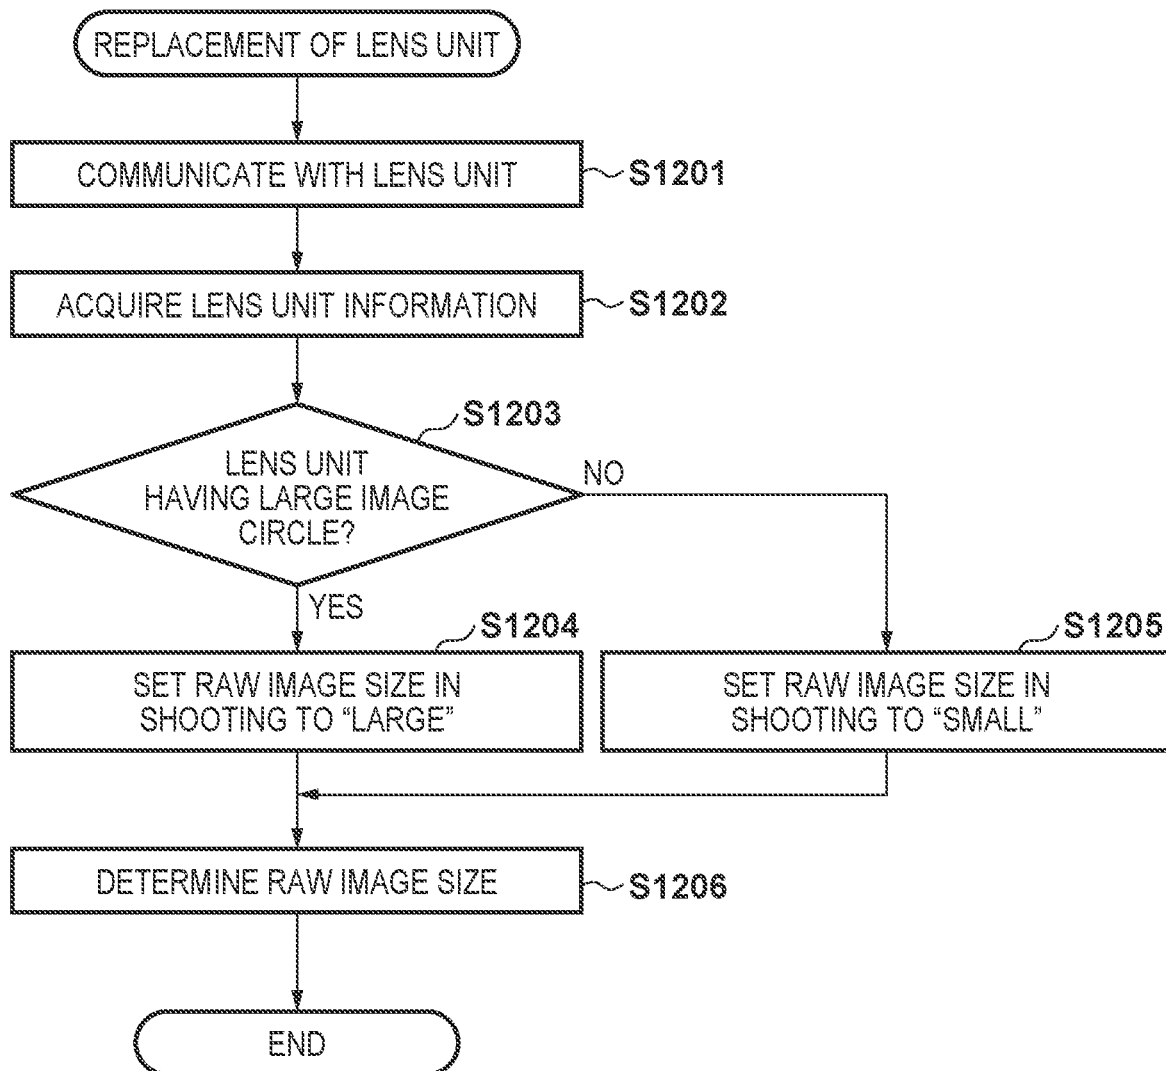 REPLACEMENT OF LENS UNIT
COMMUNICATE WITH LENS UNIT
S1201
ACQUIRE LENS UNIT INFORMATION
S1202
S1203
LENS UNIT
HAVING LARGE IMAGE
CIRCLE?
NO
YES
S1204
SET RAW IMAGE SIZE IN
SHOOTING TO “LARGE”
S1205
SET RAW IMAGE SIZE IN
SHOOTING TO “SMALL”
DETERMINE RAW IMAGE SIZE
S1206
END